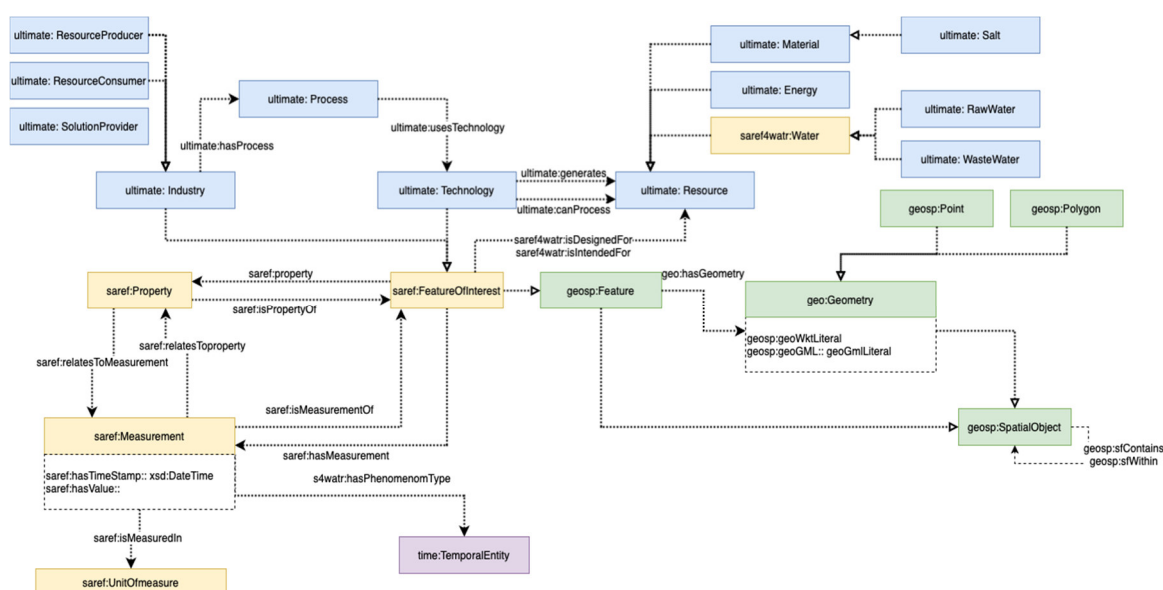 ultimate: ResourceProducer
ultimate: Material
ultimate: Salt
ultimate: ResourceConsumer
ultimate: Process
ultimate: Energy
ultimate: RawWater
ultimate: SolutionProvider
ultimate:usesTechnology
saref4watr:Water
ultimate:hasProcess
ultimate: WasteWater
ultimate: Industry
ultimate: Technology
ultimate:generates
ultimate:canProcess
ultimate: Resource
geosp:Point
geosp:Polygon
saref4watr:isDesignedFor
saref4watr:isIntendedFor
saref:Property
saref:property
saref:isPropertyOf
saref:FeatureOfInterest
geosp:Feature
geo:hasGeometry
geo:Geometry
geosp:geoWktLiteral
geosp:geoGML:: geoGmlLiteral
saref:relatesToproperty
saref:relatesToMeasurement
saref:isMeasurementOf
saref:Measurement
saref:hasMeasurement
geosp:SpatialObject
geosp:sfContains
geosp:sfWithin
saref:hasTimeStamp:: xsd:DateTime
saref:hasValue::
s4watr:hasPhenomenomType
saref:isMeasuredIn
time:TemporalEntity
saref:UnitOfmeasure